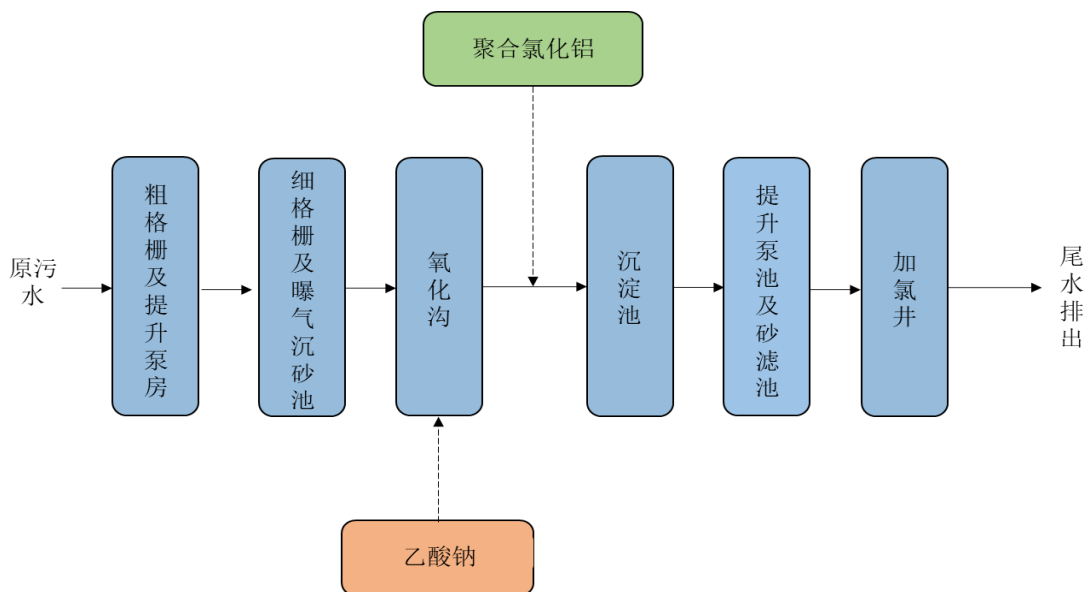 聚合氯化铝
原污
水
粗格栅及提升泵房
细格栅及曝气沉砂池
氧化沟
沉淀池
提升泵池及砂滤池
加氯井
尾水排出
乙酸钠